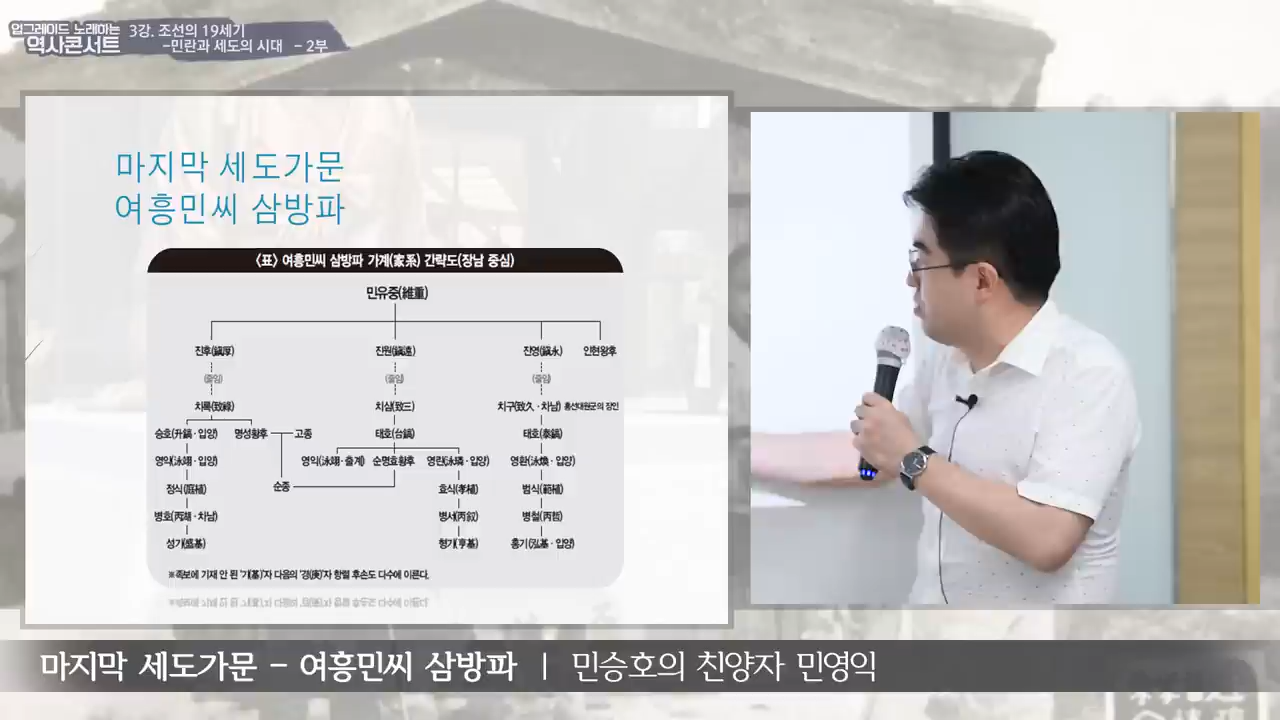 업그레이드 노래하는
역사콘서트
3강. 조선의 19세기
-민란과 세도의 시대 - 2부
마지막 세도가문
여흥민씨 삼방파
〈표〉 여흥민씨 삼방파 가계(家系) 간략도(장남 중심)
민유중(維重)
진후(鎭厚) 진원(鎭遠) 진영(鎭永) 인현왕후
(중략) (중략) (중략)
치록(致祿) 치삼(致三) 치구(致久 · 차남) 흥선대원군의 장인
승호(升鎬 · 입양) 명성황후 고종 태호(台鎬) 태호(泰鎬)
영익(泳翊 · 입양) 영익(泳翊 · 출계) 순명효황후 영린(泳璘 · 입양) 영환(泳煥 · 입양)
정식(庭植) 순종 효식(孝植) 범식(範植)
병호(丙湖 · 차남) 병서(丙敍) 병철(丙哲)
성기(盛基) 형기(亨基) 홍기(泓基 · 입양)
※족보에 기재 안 된 '기(基)'자 다음의 '경(庚)'자 항렬 후손도 다수에 이른다.
마지막 세도가문 - 여흥민씨 삼방파 | 민승호의 친양자 민영익